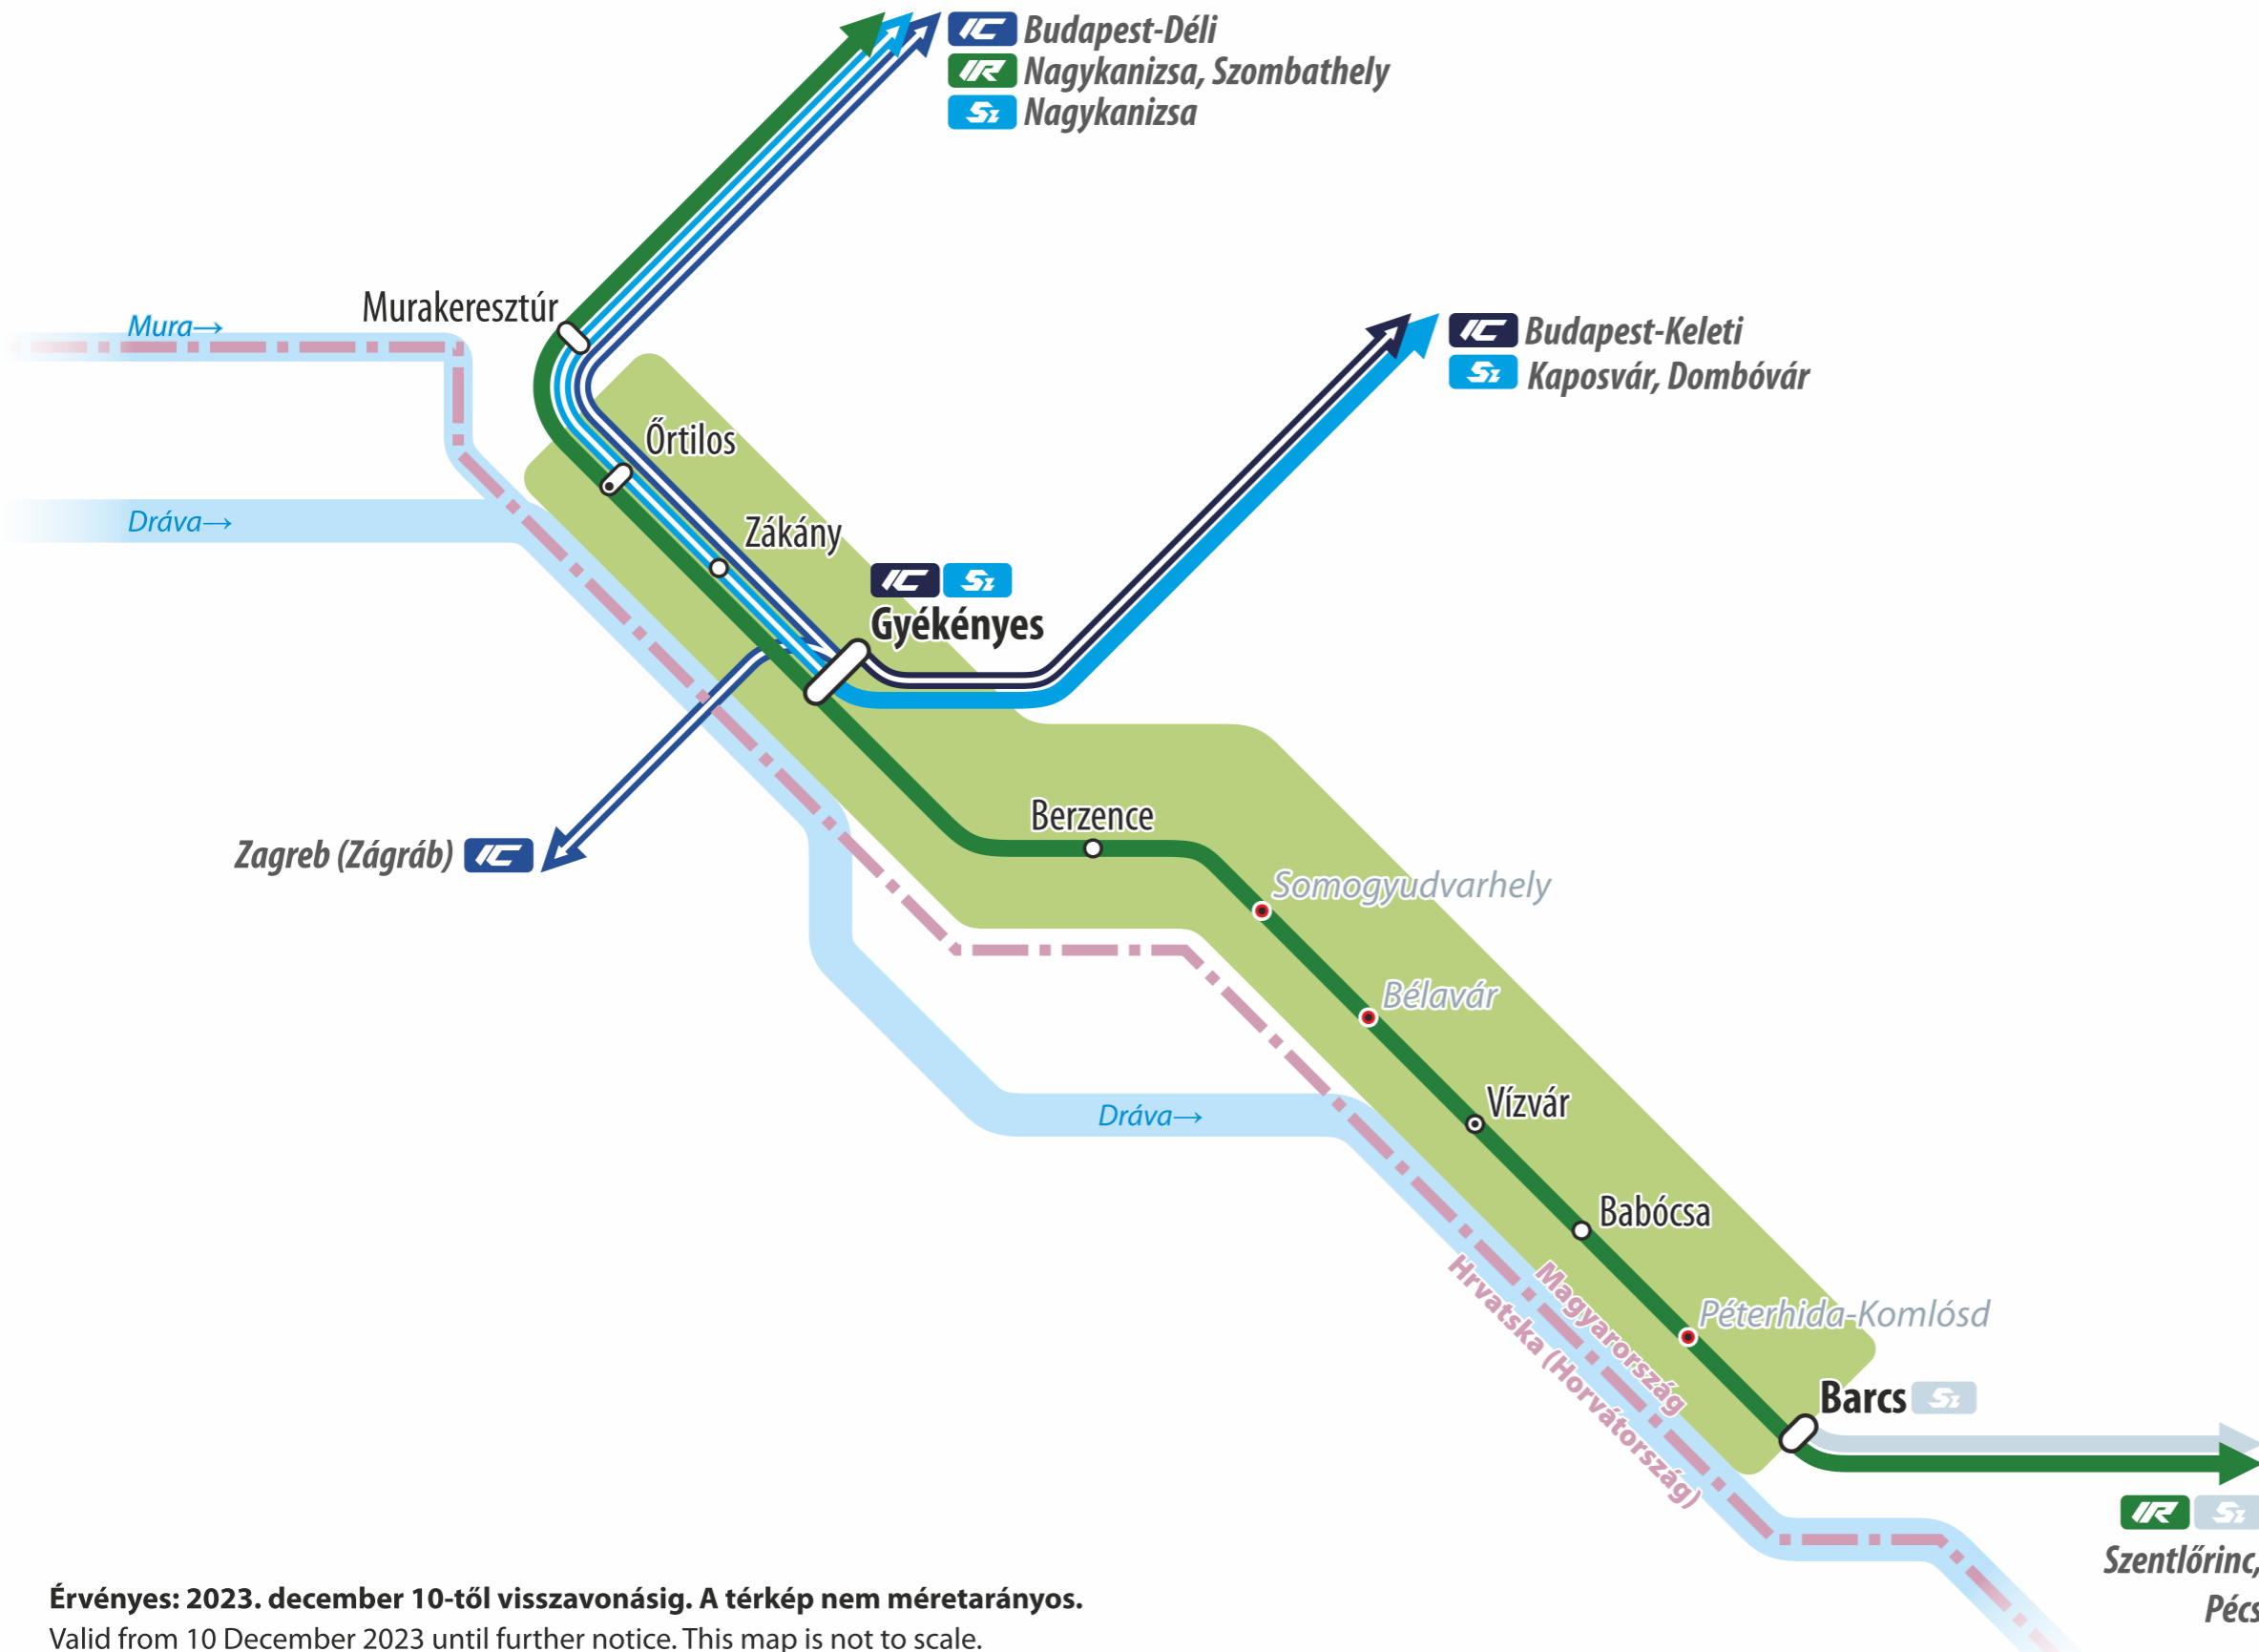 IC Budapest-Déli
IR Nagykanizsa, Szombathely
Sz Nagykanizsa
Murakeresztúr
Mura→
IC Budapest-Keleti
Sz Kaposvár, Dombóvár
Őrtilos
Dráva→
Zákány
IC Sz
Gyékényes
Berzence
Zagreb (Zágráb) IC
Somogyudvarhely
Bélavár
Vízvár
Dráva→
Babócsa
Magyarország
Hrvatska (Horvátország)
Péterhida-Komlósd
Barcs Sz
IR Sz
Szentlőrinc,
Pécs
Érvényes: 2023. december 10-től visszavonásig. A térkép nem méretarányos.
Valid from 10 December 2023 until further notice. This map is not to scale.